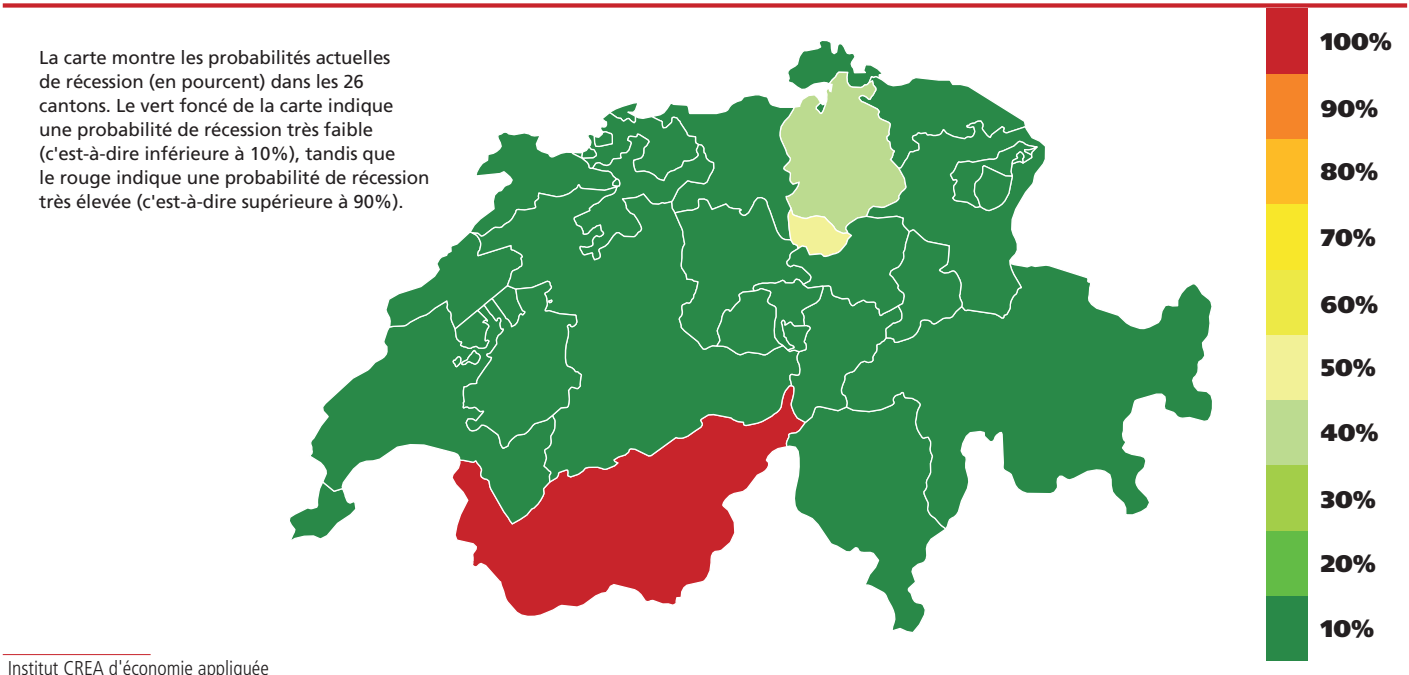 La carte montre les probabilités actuelles
de récession (en pourcent) dans les 26
cantons. Le vert foncé de la carte indique
une probabilité de récession très faible
(c'est-à-dire inférieure à 10%), tandis que
le rouge indique une probabilité de récession
très élevée (c'est-à-dire supérieure à 90%).
100%
90%
80%
70%
60%
50%
40%
30%
20%
10%
Institut CREA d'économie appliquée